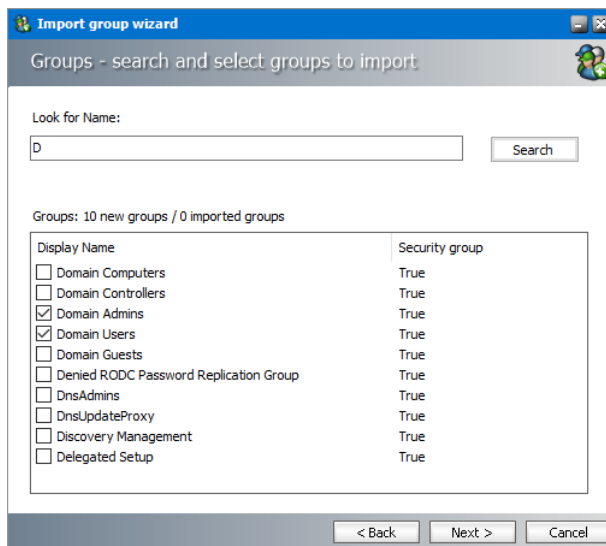 Import group wizard
Groups - search and select groups to import
Look for Name:
D
Search
Groups: 10 new groups / 0 imported groups
Display Name Security group
Domain Computers True
Domain Controllers True
Domain Admins True
Domain Users True
Domain Guests True
Denied RODC Password Replication Group True
DnsAdmins True
DnsUpdateProxy True
Discovery Management True
Delegated Setup True
< Back Next > Cancel